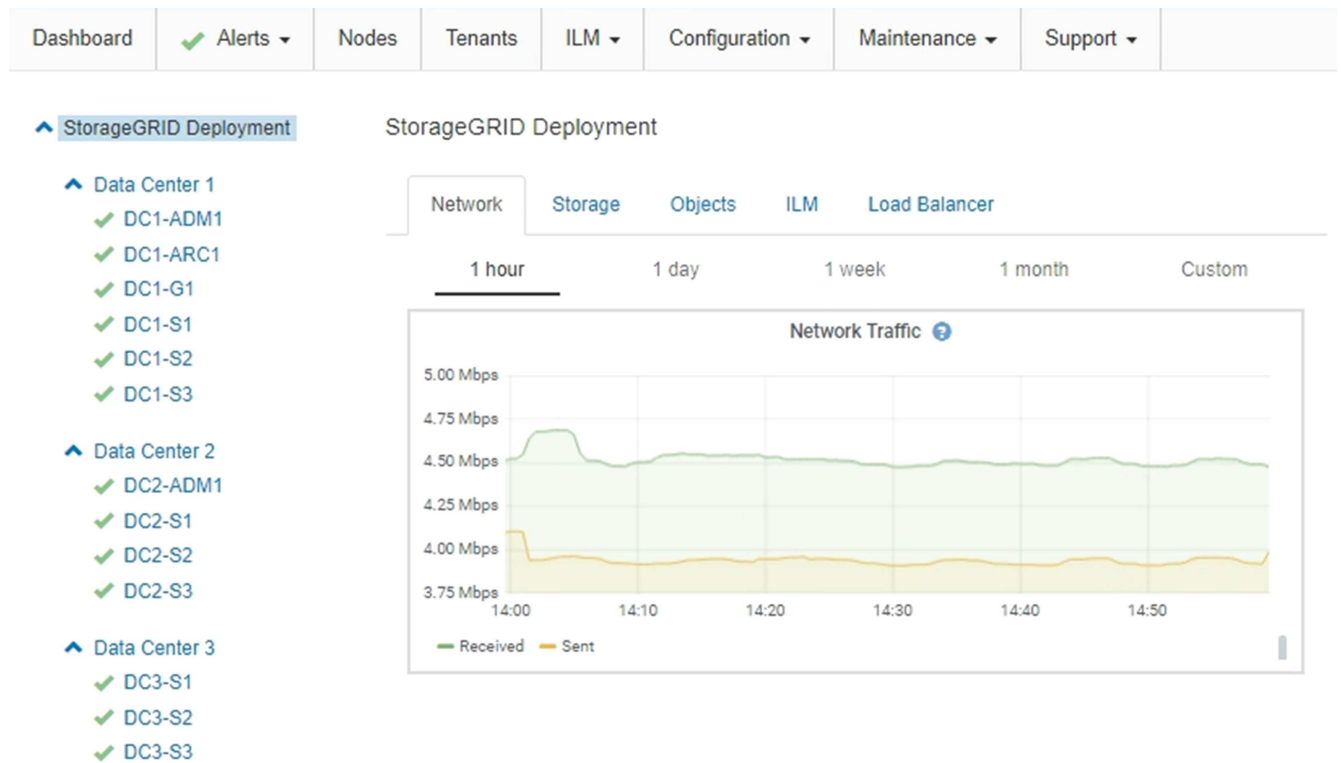 Dashboard Alerts Nodes Tenants ILM Configuration Maintenance Support
StorageGRID Deployment
Data Center 1
DC1-ADM1
DC1-ARC1
DC1-G1
DC1-S1
DC1-S2
DC1-S3
Data Center 2
DC2-ADM1
DC2-S1
DC2-S2
DC2-S3
Data Center 3
DC3-S1
DC3-S2
DC3-S3
StorageGRID Deployment
Network Storage Objects ILM Load Balancer
1 hour 1 day 1 week 1 month Custom
Network Traffic ?
5.00 Mbps
4.75 Mbps
4.50 Mbps
4.25 Mbps
4.00 Mbps
3.75 Mbps
14:00 14:10 14:20 14:30 14:40 14:50
Received Sent